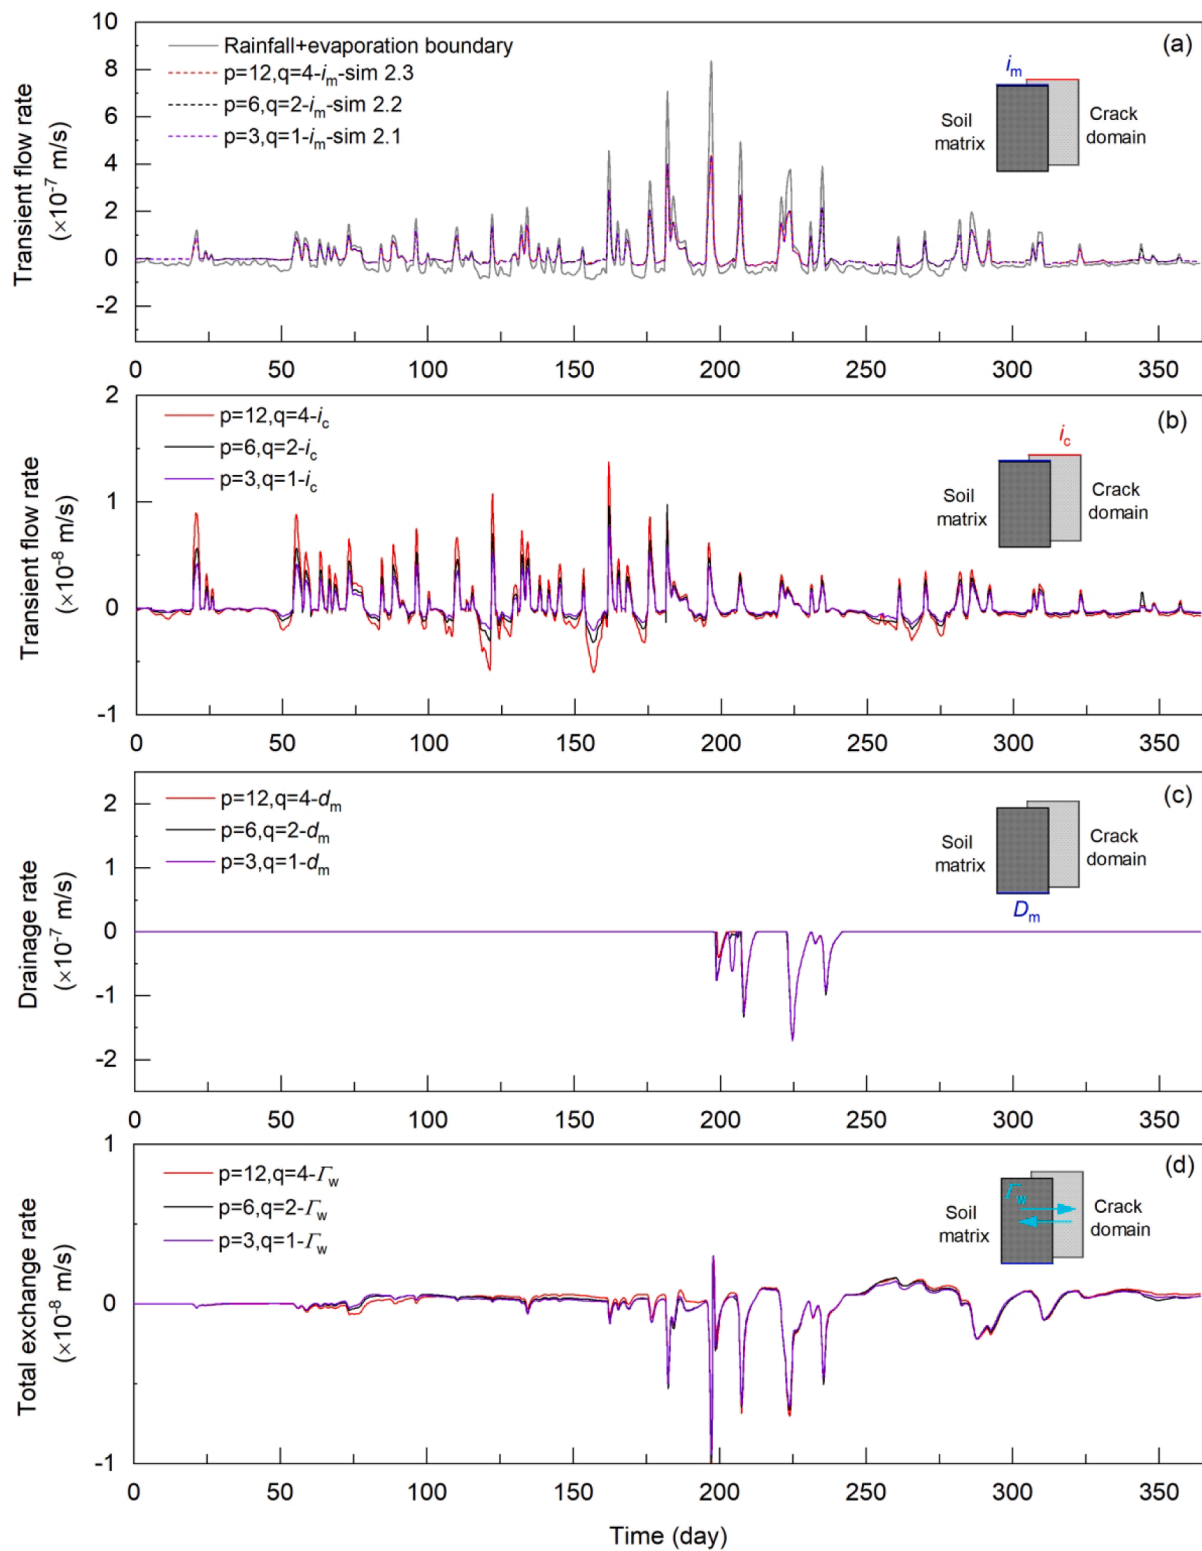 (a)
Rainfall+evaporation boundary
p=12,q=4-im-sim 2.3
p=6,q=2-im-sim 2.2
p=3,q=1-im-sim 2.1
im
Soil
matrix
Crack
domain
Transient flow rate
(×10-7 m/s)
10
8
6
4
2
0
-2
0 50 100 150 200 250 300 350
(b)
p=12,q=4-ic
p=6,q=2-ic
p=3,q=1-ic
ic
Soil
matrix
Crack
domain
Transient flow rate
(×10-8 m/s)
2
1
0
-1
0 50 100 150 200 250 300 350
(c)
p=12,q=4-dm
p=6,q=2-dm
p=3,q=1-dm
Soil
matrix
Crack
domain
Dm
Drainage rate
(×10-7 m/s)
2
1
0
-1
-2
0 50 100 150 200 250 300 350
(d)
p=12,q=4-Γw
p=6,q=2-Γw
p=3,q=1-Γw
Γw
Soil
matrix
Crack
domain
Total exchange rate
(×10-8 m/s)
1
0
-1
0 50 100 150 200 250 300 350
Time (day)